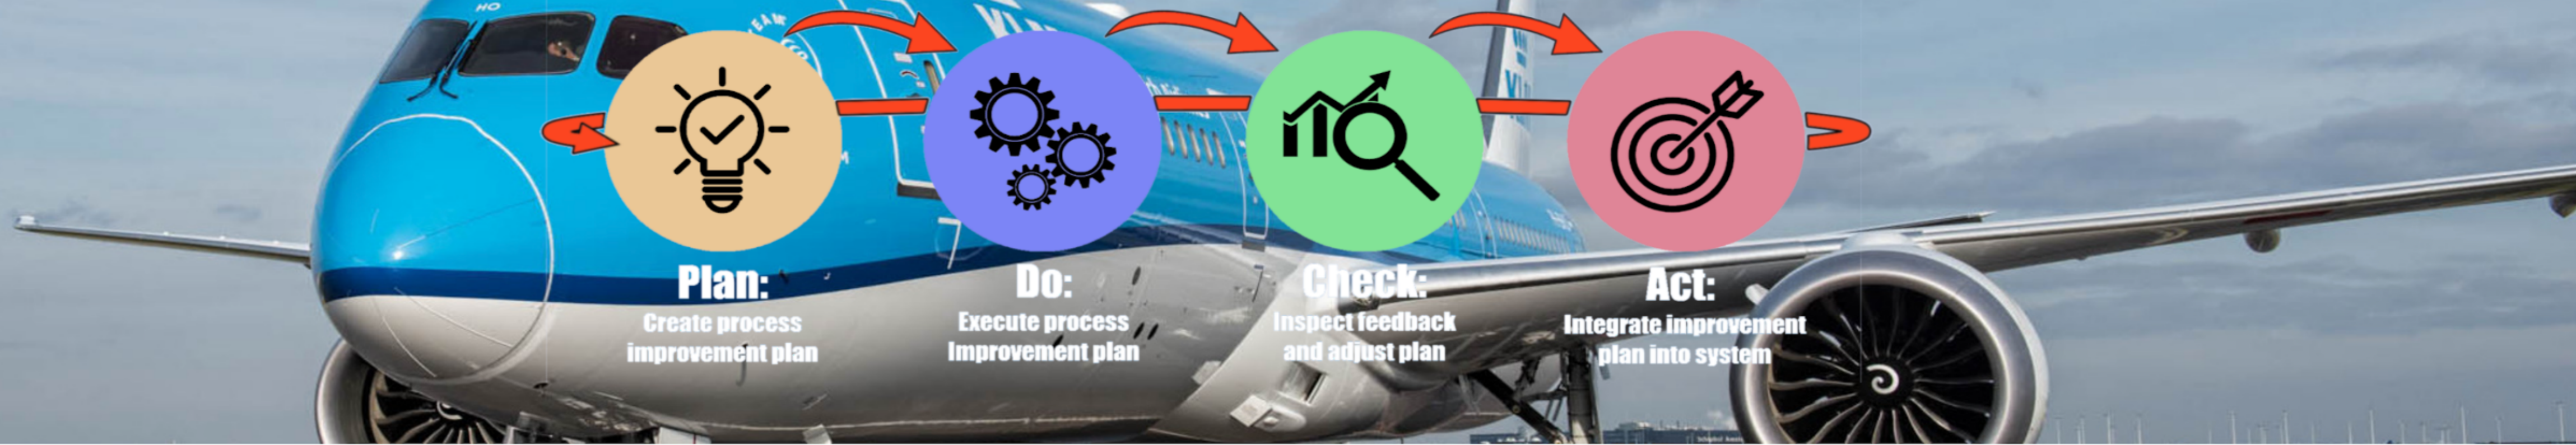 HO
Plan:
Create process
improvement plan
Do:
Execute process
Improvement plan
Check:
Inspect feedback
and adjust plan
Act:
Integrate improvement
plan into system